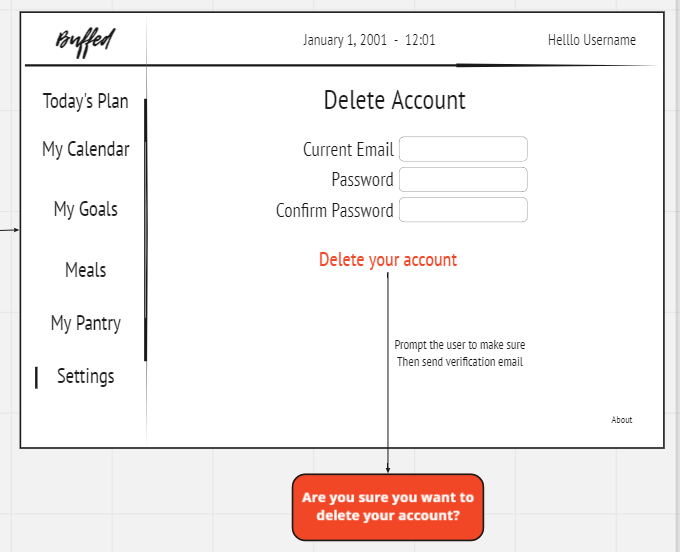 Buffed
January 1, 2001 - 12:01
Helllo Username
Today's Plan
My Calendar
My Goals
Meals
My Pantry
Settings
Delete Account
Current Email
Password
Confirm Password
Delete your account
Prompt the user to make sure
Then send verification email
About
Are you sure you want to
delete your account?